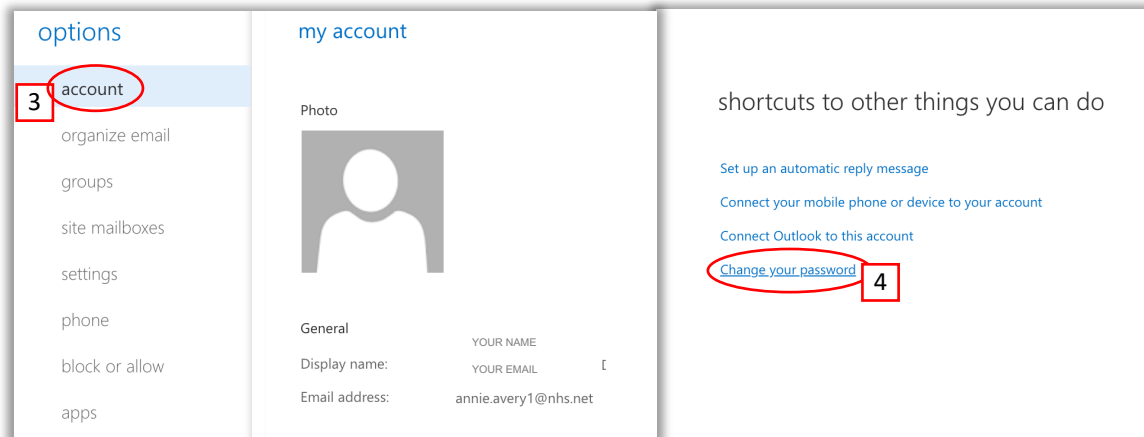 options
account
3
organize email
groups
site mailboxes
settings
phone
block or allow
apps
my account
Photo
General
YOUR NAME
Display name:
YOUR EMAIL
Email address: annie.avery1@nhs.net
shortcuts to other things you can do
Set up an automatic reply message
Connect your mobile phone or device to your account
Connect Outlook to this account
Change your password
4